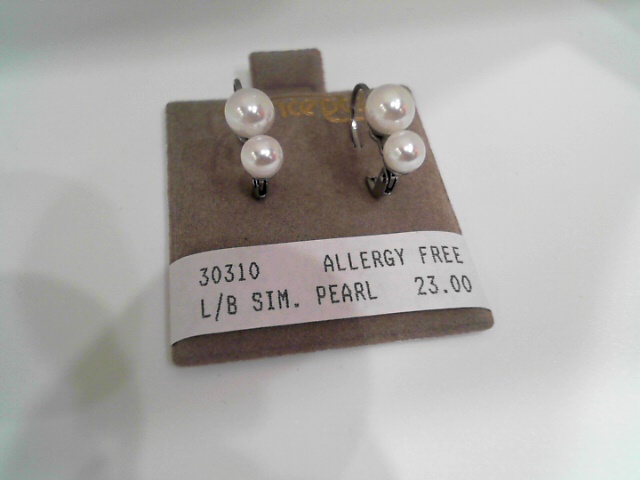 30310 ALLERGY FREE
L/B SIM. PEARL 23.00